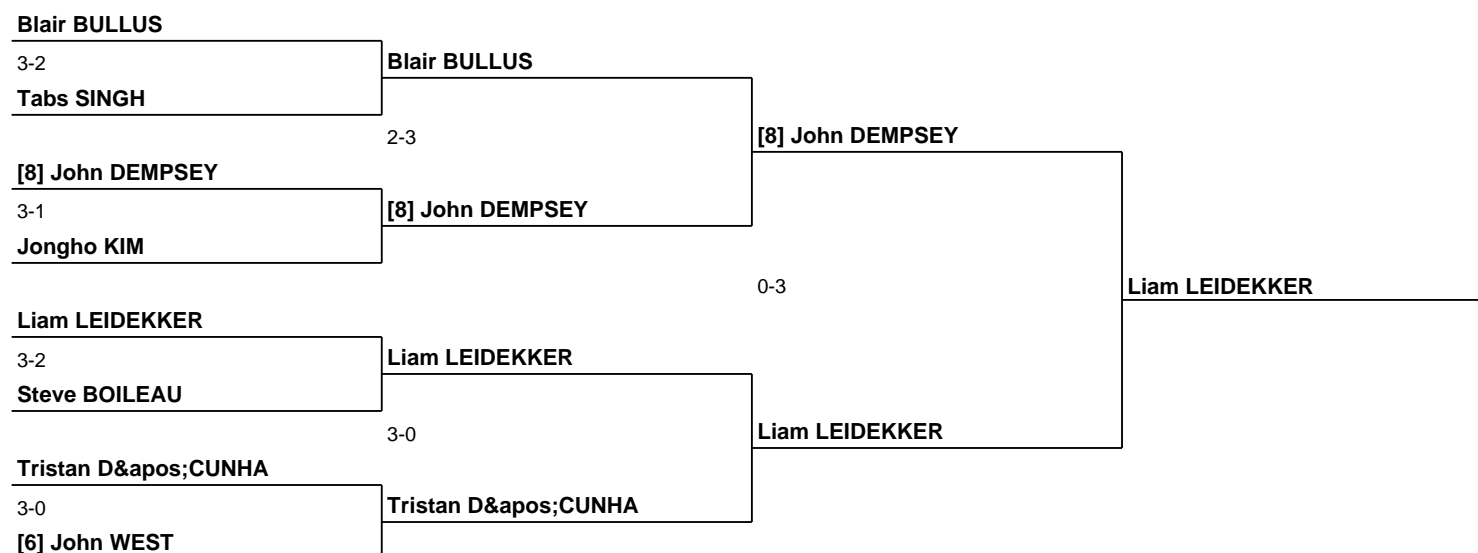 Blair BULLUS
3-2
Blair BULLUS
Tabs SINGH
2-3
[8] John DEMPSEY
[8] John DEMPSEY
3-1
[8] John DEMPSEY
Jongho KIM
0-3
Liam LEIDEKKER
Liam LEIDEKKER
3-2
Liam LEIDEKKER
Steve BOILEAU
3-0
Liam LEIDEKKER
Tristan D&apos;CUNHA
3-0
Tristan D&apos;CUNHA
[6] John WEST